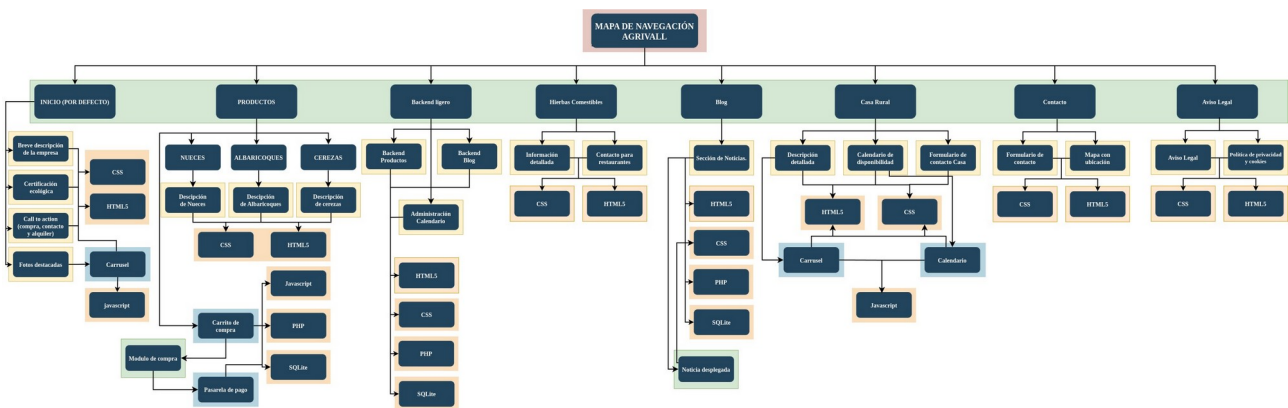 MAPA DE NAVEGACIÓN
AGRIVALL
INICIO (POR DEFECTO)
PRODUCTOS
Backend ligero
Hierbas Comestibles
Blog
Casa Rural
Contacto
Aviso Legal
Breve descripción
de la empresa
CSS
Certificación
ecológica
HTML5
Call to action
(compra, contacto
y alquiler)
Fotos destacadas
Carrusel
javascript
NUECES
ALBARICOQUES
CEREZAS
Descipción
de Nueces
Descipción
de Albaricoques
Descripción
de cerezas
CSS
HTML5
Javascript
Carrito de
compra
PHP
Modulo de compra
SQLite
Pasarela de pago
Backend
Productos
Backend
Blog
Administración
Calendario
HTML5
CSS
PHP
SQLite
Información
detallada
Contacto para
restaurantes
CSS
HTML5
Sección de Noticias.
HTML5
CSS
PHP
SQLite
Noticia desplegada
Descripción
detallada
Calendario de
disponibilidad
Formulario de
contacto Casa
HTML5
CSS
Carrusel
Calendario
Javascript
Formulario de
contacto
Mapa con
ubicación
CSS
HTML5
Aviso Legal
Política de privacidad
y cookies
CSS
HTML5